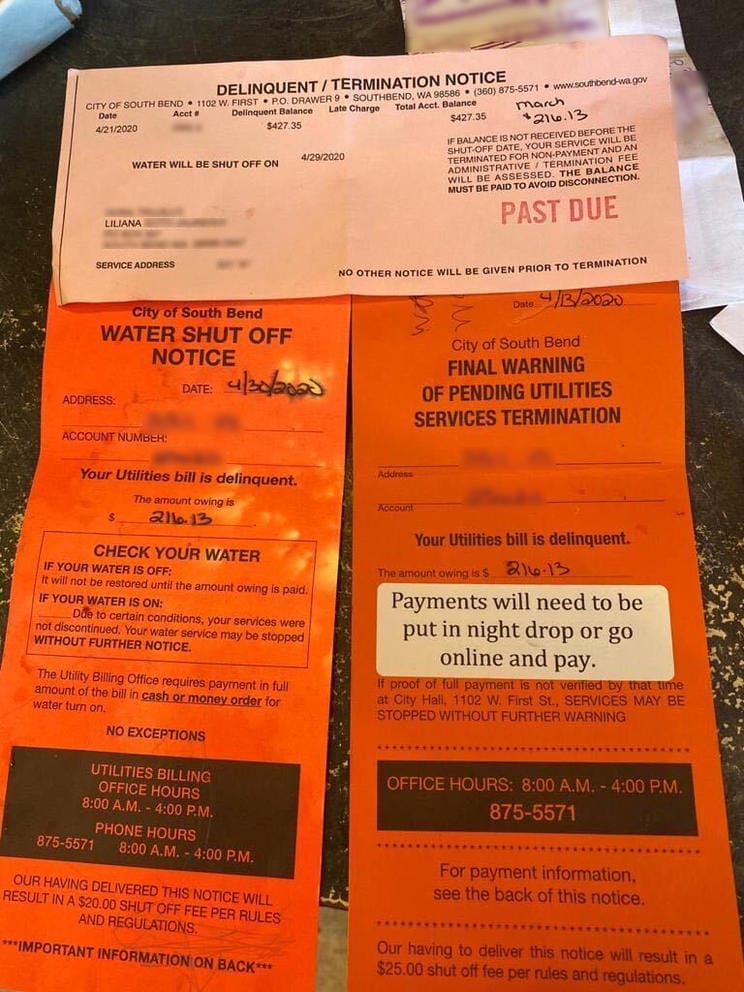 DELINQUENT / TERMINATION NOTICE
CITY OF SOUTH BEND • 1102 W. FIRST • P.O. DRAWER 9 • SOUTHBEND, WA 98586 • (360) 875-5571 • www.southbend-wa.gov
Date Acct # Delinquent Balance Late Charge Total Acct. Balance
4/21/2020 $427.35 $427.35
March
$216.13
WATER WILL BE SHUT OFF ON 4/29/2020
IF BALANCE IS NOT RECEIVED BEFORE THE
SHUT-OFF DATE, YOUR SERVICE WILL BE
TERMINATED FOR NON-PAYMENT AND AN
ADMINISTRATIVE / TERMINATION FEE
WILL BE ASSESSED. THE BALANCE
MUST BE PAID TO AVOID DISCONNECTION.
PAST DUE
LILIANA
SERVICE ADDRESS
NO OTHER NOTICE WILL BE GIVEN PRIOR TO TERMINATION
City of South Bend
WATER SHUT OFF
NOTICE
DATE: 4/30/2020
ADDRESS:
ACCOUNT NUMBER:
Your Utilities bill is delinquent.
The amount owing is
$ 216.13
CHECK YOUR WATER
IF YOUR WATER IS OFF:
It will not be restored until the amount owing is paid.
IF YOUR WATER IS ON:
Due to certain conditions, your services were
not discontinued. Your water service may be stopped
WITHOUT FURTHER NOTICE.
The Utility Billing Office requires payment in full
amount of the bill in cash or money order for
water turn on.
NO EXCEPTIONS
UTILITIES BILLING
OFFICE HOURS
8:00 A.M. - 4:00 P.M.
PHONE HOURS
875-5571 8:00 A.M. - 4:00 P.M.
OUR HAVING DELIVERED THIS NOTICE WILL
RESULT IN A $20.00 SHUT OFF FEE PER RULES
AND REGULATIONS.
***IMPORTANT INFORMATION ON BACK***
Date 4/13/2020
City of South Bend
FINAL WARNING
OF PENDING UTILITIES
SERVICES TERMINATION
Address
Account
Your Utilities bill is delinquent.
The amount owing is $ 216.13
Payments will need to be
put in night drop or go
online and pay.
If proof of full payment is not verified by that time
at City Hall, 1102 W. First St., SERVICES MAY BE
STOPPED WITHOUT FURTHER WARNING
OFFICE HOURS: 8:00 A.M. - 4:00 P.M.
875-5571
For payment information,
see the back of this notice.
Our having to deliver this notice will result in a
$25.00 shut off fee per rules and regulations.